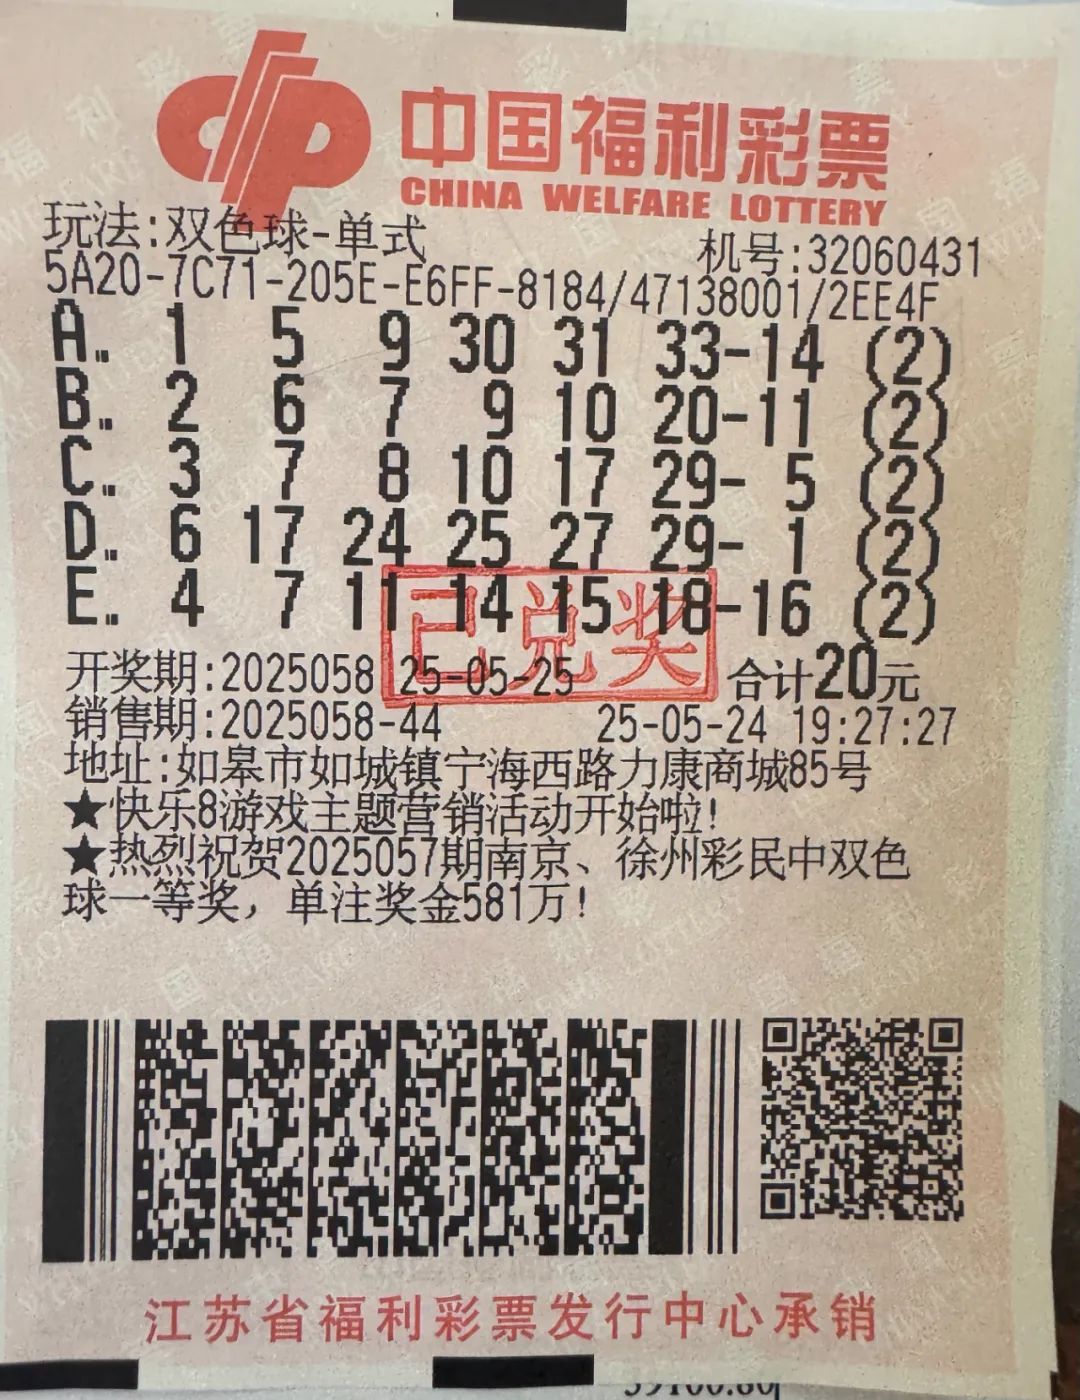 中国福利彩票
CHINA WELFARE LOTTERY
玩法:双色球-单式
机号:32060431
5A20-7C71-205E-E6FF-8184/47138001/2EE4F
A. 1 5 9 30 31 33-14 (2)
B. 2 6 7 9 10 20-11 (2)
C. 3 7 8 10 17 29- 5 (2)
D. 6 17 24 25 27 29- 1 (2)
E. 4 7 11 14 15 18-16 (2)
已兑奖
开奖期:2025058 25-05-25 合计20元
销售期:2025058-44 25-05-24 19:27:27
地址:如皋市如城镇宁海西路力康商城85号
★快乐8游戏主题营销活动开始啦!
★热烈祝贺2025057期南京、徐州彩民中双色
球一等奖，单注奖金581万!
江苏省福利彩票发行中心承销